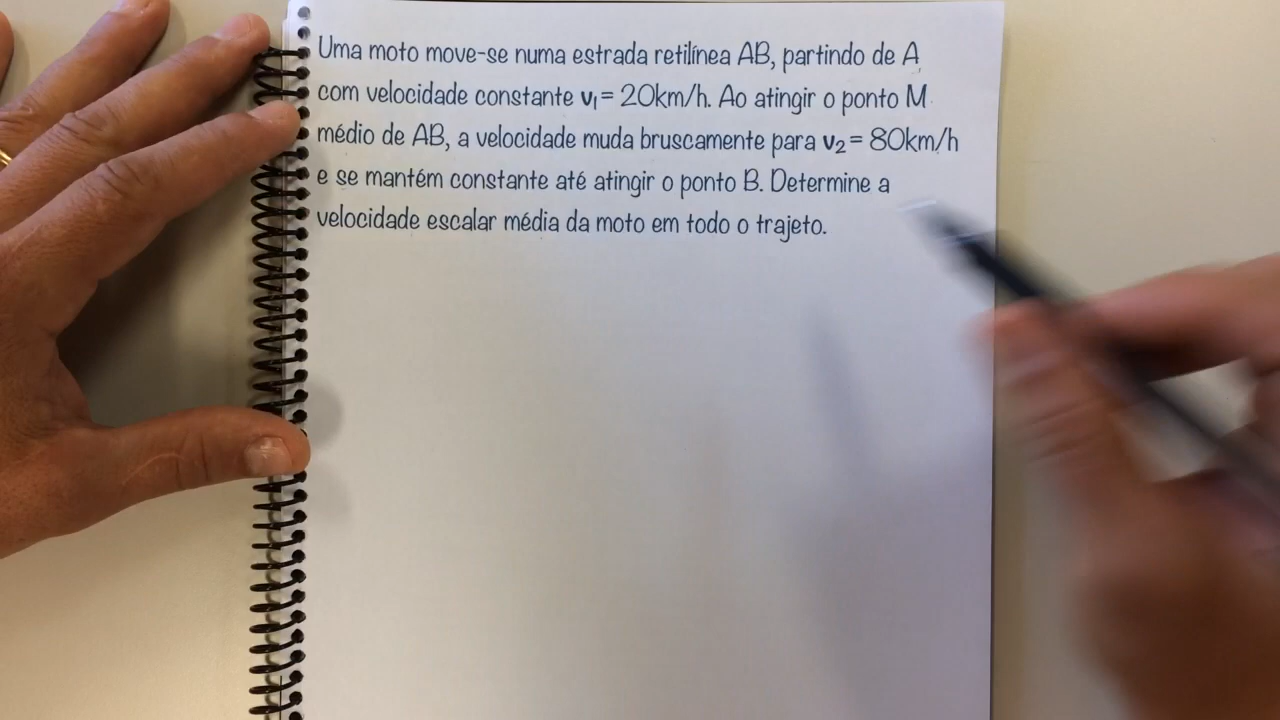 Uma moto move-se numa estrada retilínea AB, partindo de A
com velocidade constante v₁ = 20km/h. Ao atingir o ponto M
médio de AB, a velocidade muda bruscamente para v₂ = 80km/h
e se mantém constante até atingir o ponto B. Determine a
velocidade escalar média da moto em todo o trajeto.